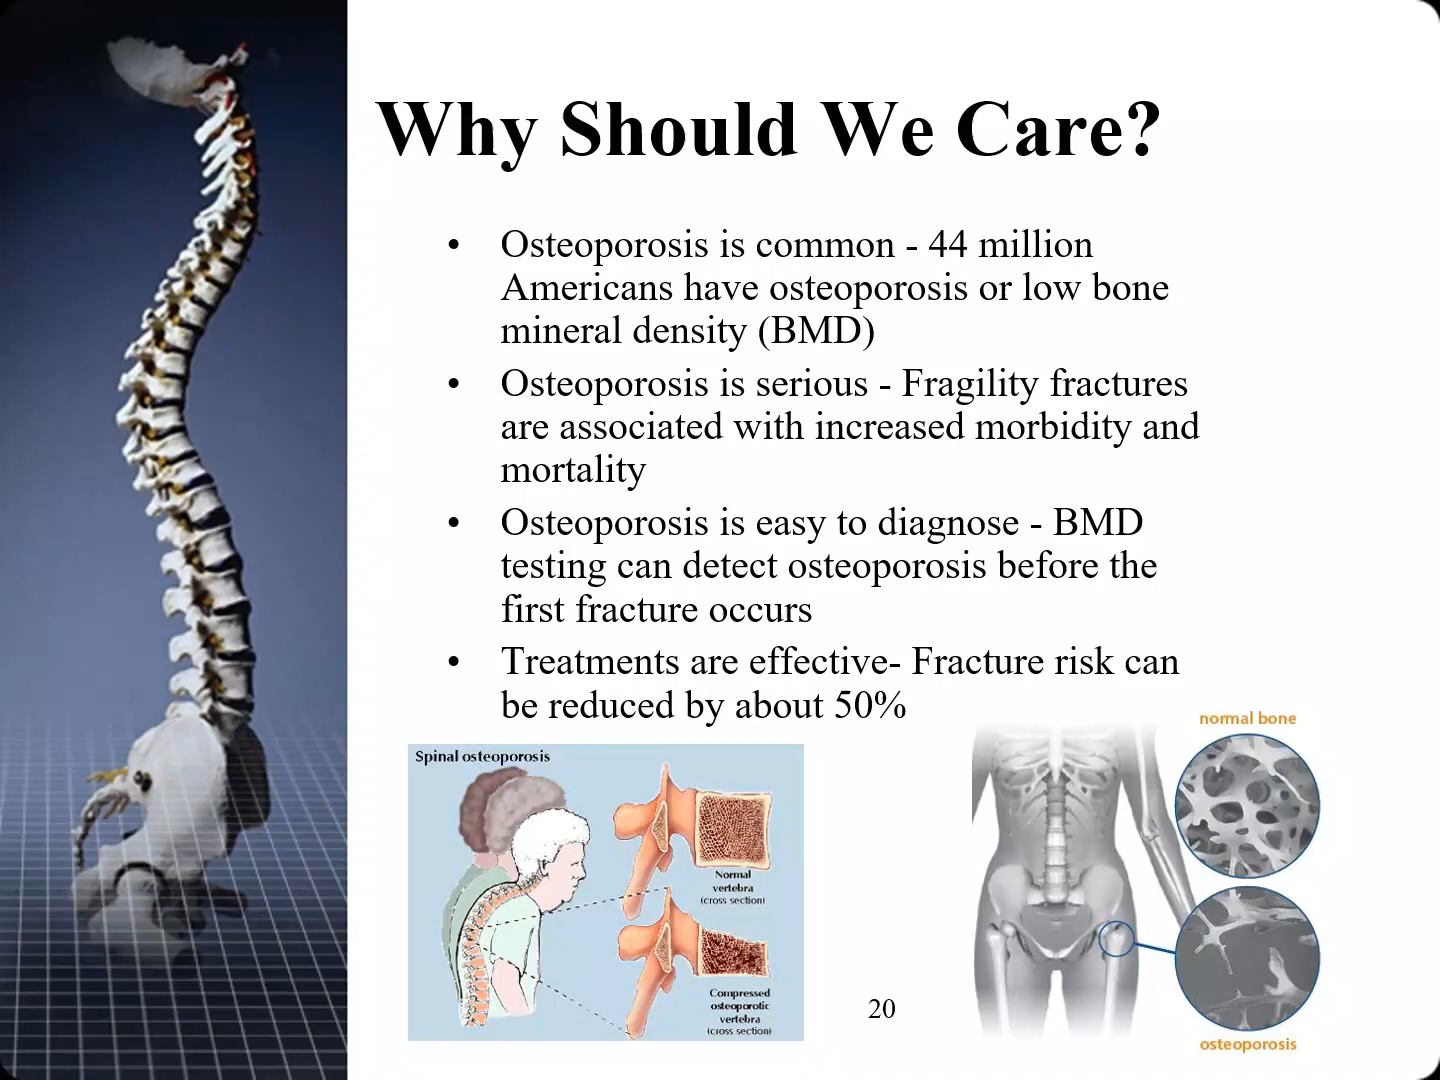 Why Should We Care?
• Osteoporosis is common - 44 million
Americans have osteoporosis or low bone
mineral density (BMD)
• Osteoporosis is serious - Fragility fractures
are associated with increased morbidity and
mortality
• Osteoporosis is easy to diagnose - BMD
testing can detect osteoporosis before the
first fracture occurs
• Treatments are effective- Fracture risk can
be reduced by about 50%
Spinal osteoporosis
Normal
vertebra
(cross section)
Compressed
osteoporotic
vertebra
(cross section)
20
normal bone
osteoporosis